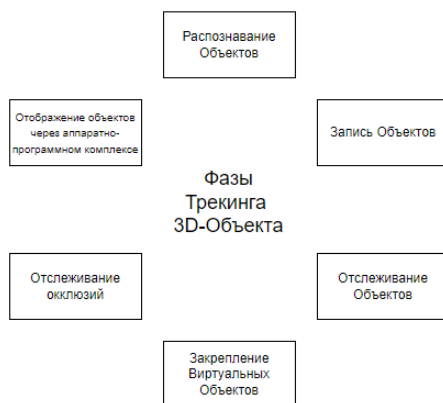 Распознавание
Объектов
Отображение объектов
через аппаратно-
программном комплексе
Запись Объектов
Фазы
Трекинга
3D-Объекта
Отслеживание
окклюзий
Отслеживание
Объектов
Закрепление
Виртуальных
Объектов